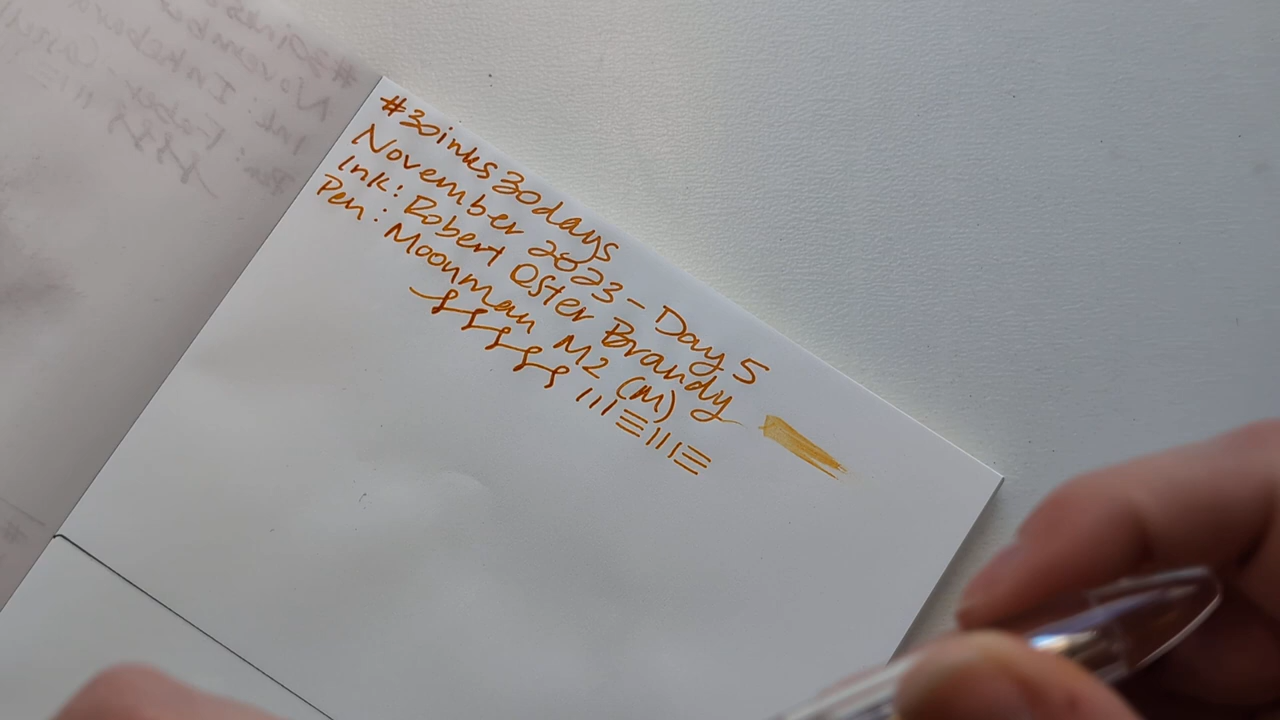 #30inks30days
November 2023 - Day 5
Ink: Robert Oster Brandy
Pen: Moonman M2 (M)